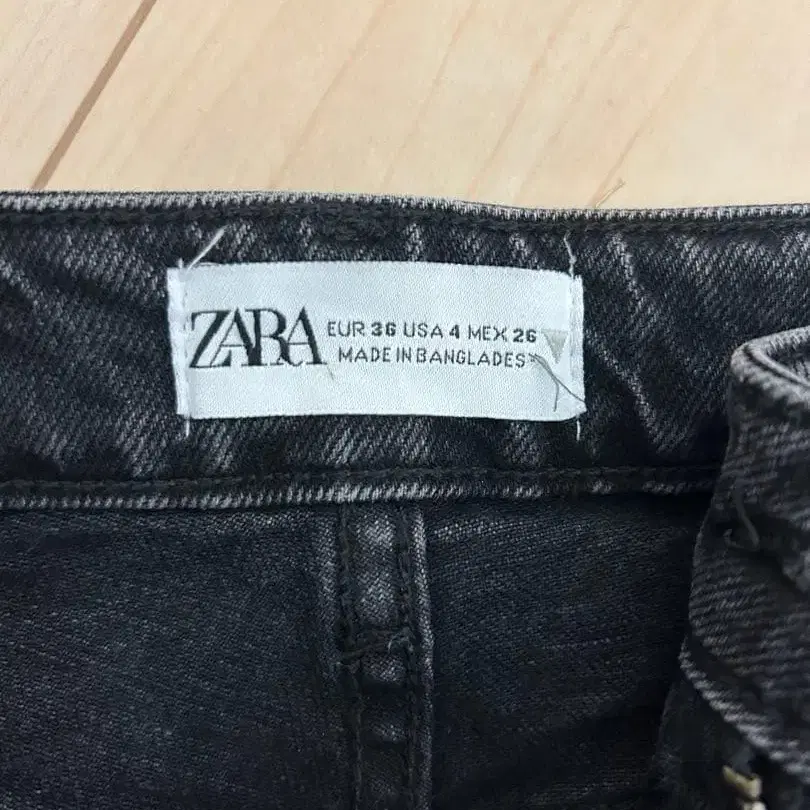 ZARA
EUR 36 USA 4 MEX 26
MADE IN BANGLADES